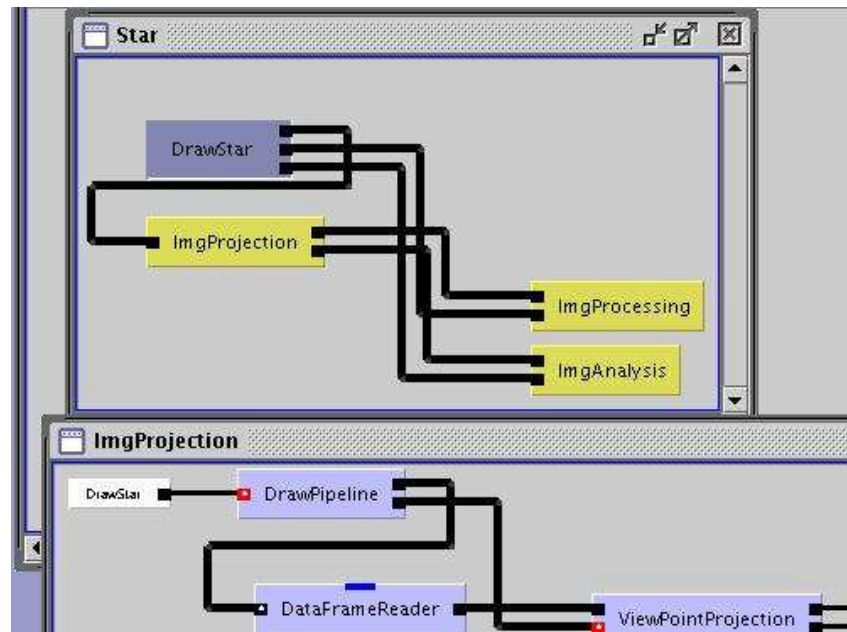 Star
DrawStar
ImgProjection
ImgProcessing
ImgAnalysis
ImgProjection
DrawStar
DrawPipeline
DataFrameReader
ViewPointProjection